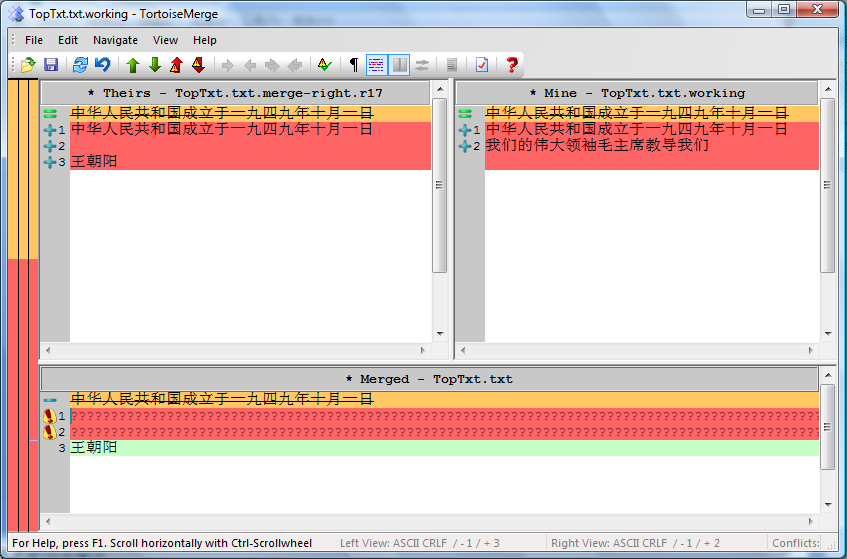 TopTxt.txt.working - TortoiseMerge
File Edit Navigate View Help
* Theirs - TopTxt.txt.merge-right.r17
中华人民共和国成立于一九四九年十月一日
1 中华人民共和国成立于一九四九年十月一日
2
3 王朝阳
* Mine - TopTxt.txt.working
中华人民共和国成立于一九四九年十月一日
1 中华人民共和国成立于一九四九年十月一日
2 我们的伟大领袖毛主席教导我们
* Merged - TopTxt.txt
中华人民共和国成立于一九四九年十月一日
1 ??????????????????????????????????????????????????????????????????????????????????????????????
2 ??????????????????????????????????????????????????????????????????????????????????????????????
3 王朝阳
For Help, press F1. Scroll horizontally with Ctrl-Scrollwheel Left View: ASCII CRLF / - 1 / + 3 Right View: ASCII CRLF / - 1 / + 2 Conflicts: